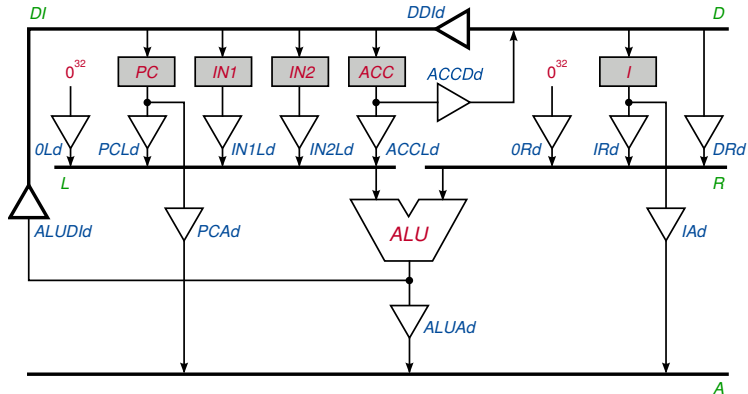 DI DDId D
0³² PC IN1 IN2 ACC ACCDd 0³² I
0Ld PCLd IN1Ld IN2Ld ACCLd 0Rd IRd DRd
L R
ALUDId PCAd ALU IAd
ALUAd
A